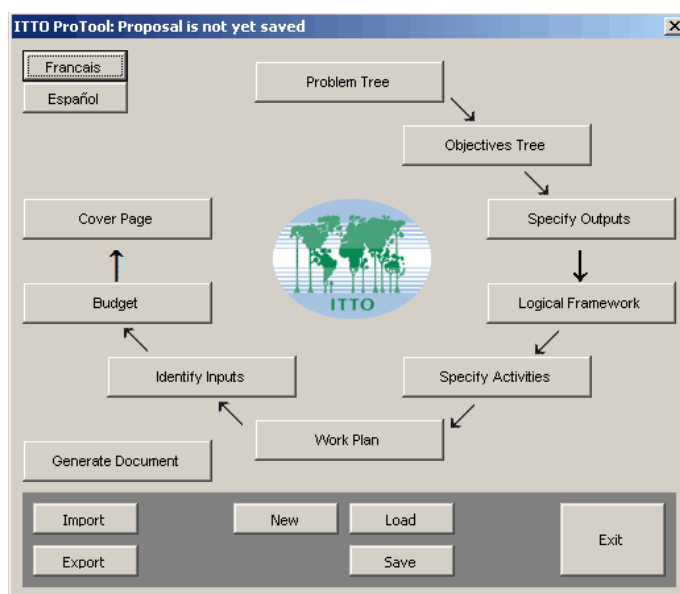 ITTO ProTool: Proposal is not yet saved
Francais
Español
Problem Tree
Objectives Tree
Cover Page
Specify Outputs
ITTO
Budget
Logical Framework
Identify Inputs
Specify Activities
Work Plan
Generate Document
Import
New
Load
Exit
Export
Save